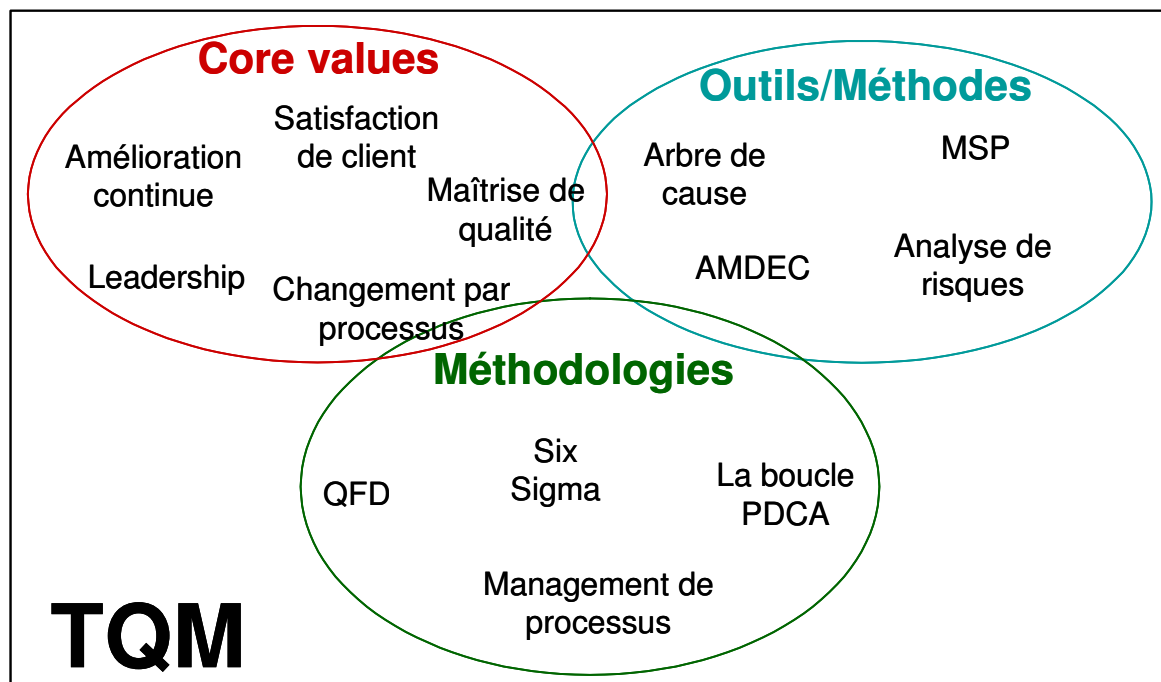 Core values
Satisfaction
de client
Amélioration
continue
Maîtrise de
qualité
Leadership
Changement par
processus
Outils/Méthodes
Arbre de
cause
MSP
AMDEC
Analyse de
risques
Méthodologies
Six
Sigma
QFD
La boucle
PDCA
Management de
processus
TQM